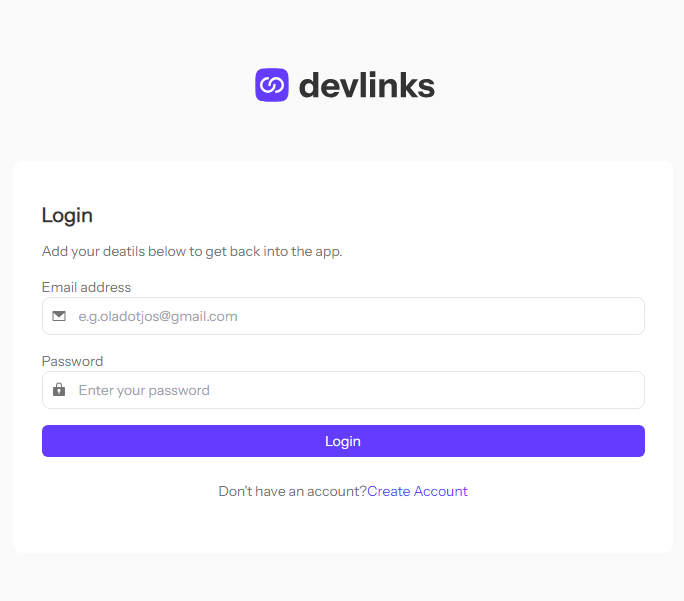 devlinks
Login
Add your deatils below to get back into the app.
Email address
e.g.oladotjos@gmail.com
Password
Enter your password
Login
Don't have an account?Create Account